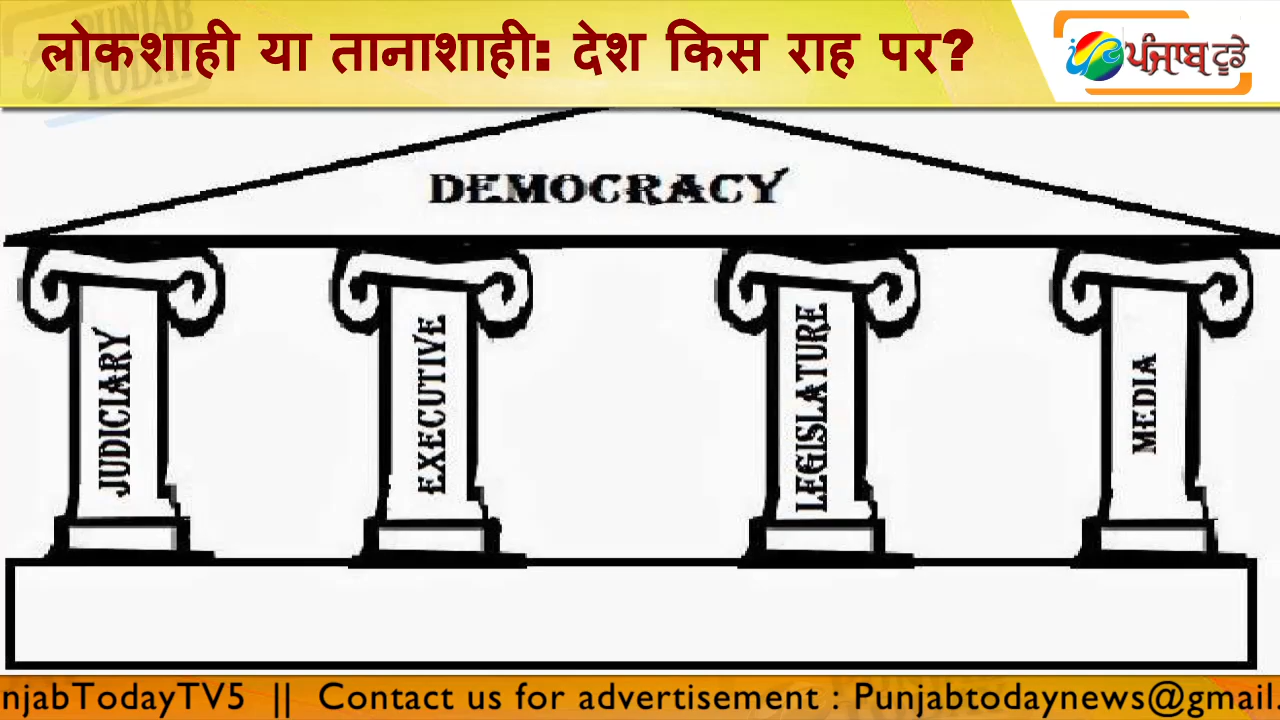 लोकशाही या तानाशाही: देश किस राह पर?
ਪੰਜਾਬ ਟੂਡੇ
DEMOCRACY
JUDICIARY
EXECUTIVE
LEGISLATURE
MEDIA
njabTodayTV5 || Contact us for advertisement : Punjabtodaynews@gmail.